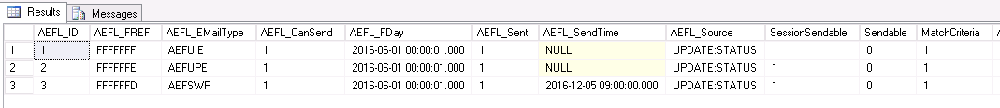 Results Messages
AEFL_ID AEFL_FREF AEFL_EMailType AEFL_CanSend AEFL_FDay AEFL_Sent AEFL_SendTime AEFL_Source SessionSendable Sendable MatchCriteria
1 1 FFFFFFF AEFUIE 1 2016-06-01 00:00:01.000 1 NULL UPDATE:STATUS 1 0 1
2 2 FFFFFFE AEFUPE 1 2016-06-01 00:00:01.000 1 NULL UPDATE:STATUS 1 0 1
3 3 FFFFFFD AEFSWR 1 2016-06-01 00:00:01.000 1 2016-12-05 09:00:00.000 UPDATE:STATUS 1 0 1